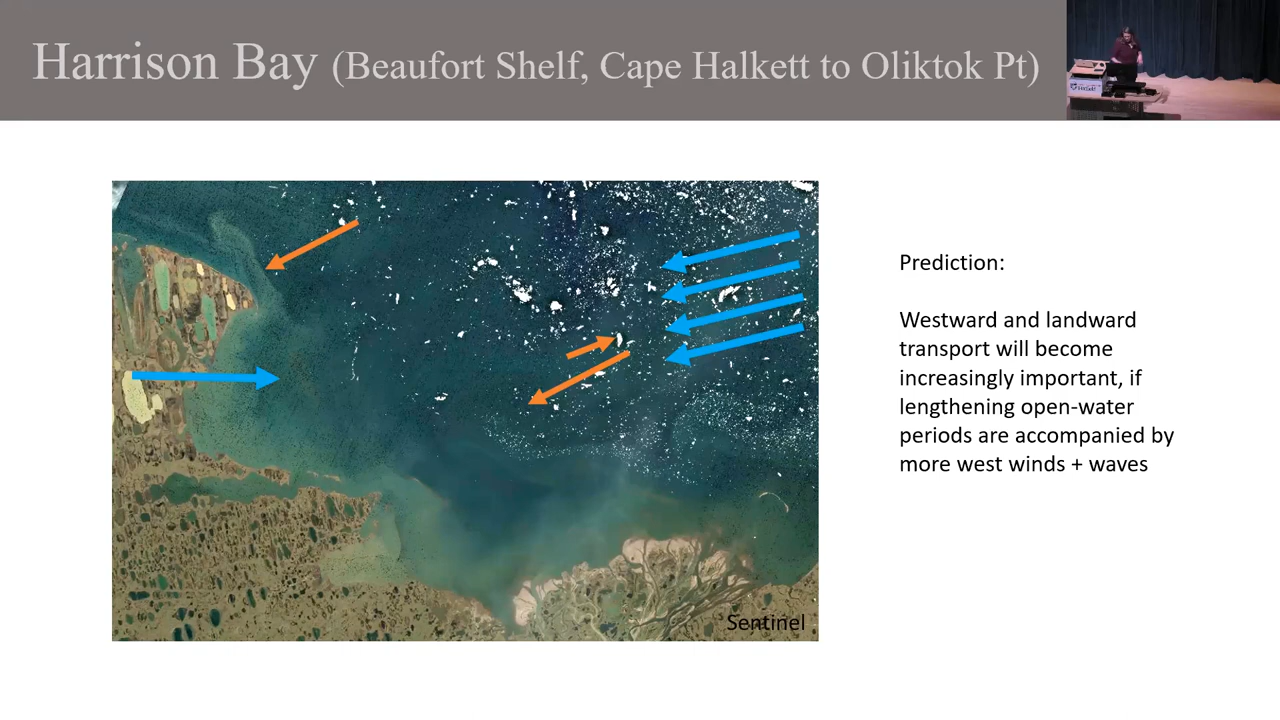 Harrison Bay (Beaufort Shelf, Cape Halkett to Oliktok Pt)
Prediction:
Westward and landward
transport will become
increasingly important, if
lengthening open-water
periods are accompanied by
more west winds + waves
Sentinel